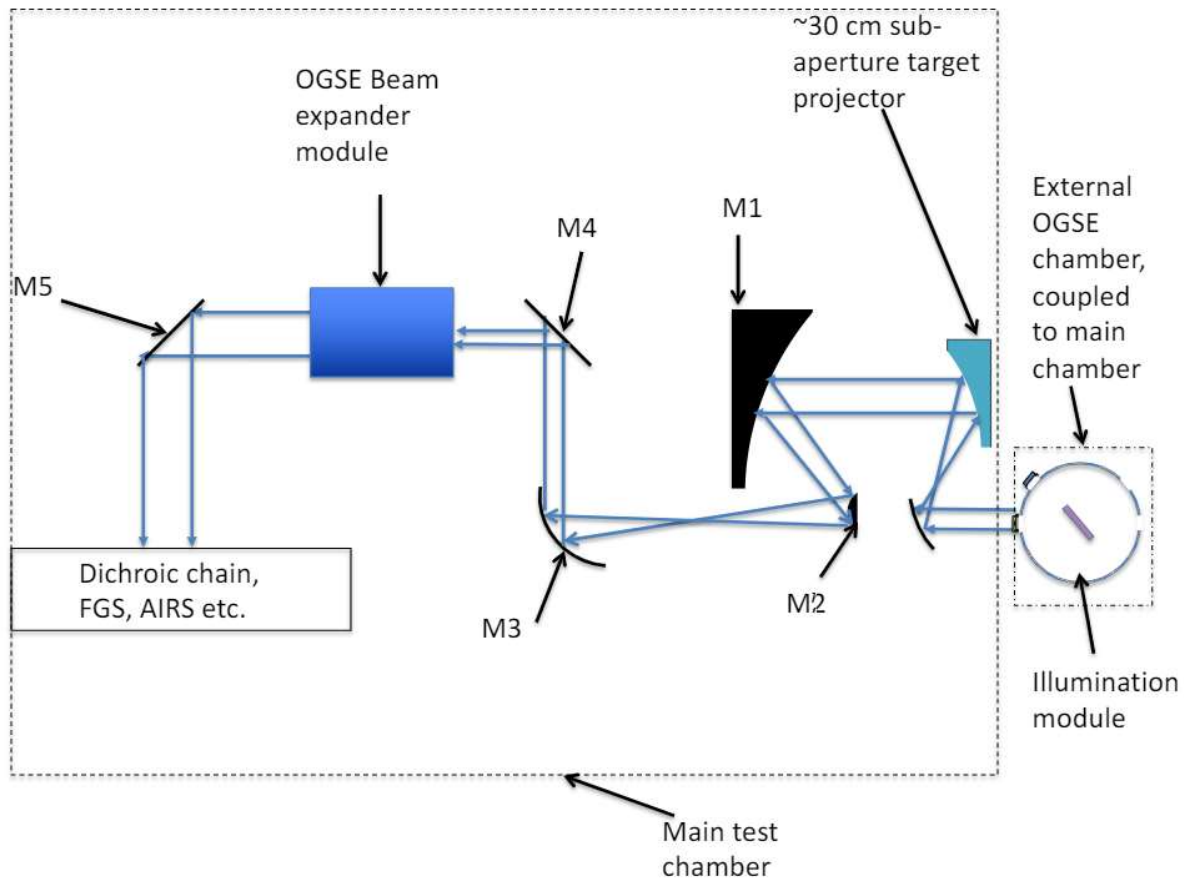 ~30 cm sub-
aperture target
projector
OGSE Beam
expander
module
External
OGSE
chamber,
coupled
to main
chamber
M1
M4
M5
Dichroic chain,
FGS, AIRS etc.
M2
M3
Illumination
module
Main test
chamber